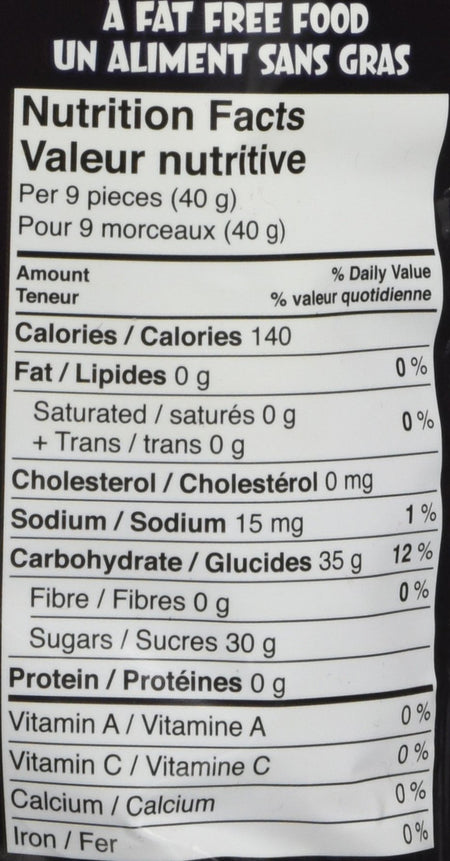 A FAT FREE FOOD
UN ALIMENT SANS GRAS
Nutrition Facts
Valeur nutritive
Per 9 pieces (40 g)
Pour 9 morceaux (40 g)
Amount % Daily Value
Teneur % valeur quotidienne
Calories / Calories 140
Fat / Lipides 0 g 0 %
Saturated / saturés 0 g 0 %
+ Trans / trans 0 g
Cholesterol / Cholestérol 0 mg
Sodium / Sodium 15 mg 1 %
Carbohydrate / Glucides 35 g 12 %
Fibre / Fibres 0 g 0 %
Sugars / Sucres 30 g
Protein / Protéines 0 g
Vitamin A / Vitamine A 0 %
Vitamin C / Vitamine C 0 %
Calcium / Calcium 0 %
Iron / Fer 0 %